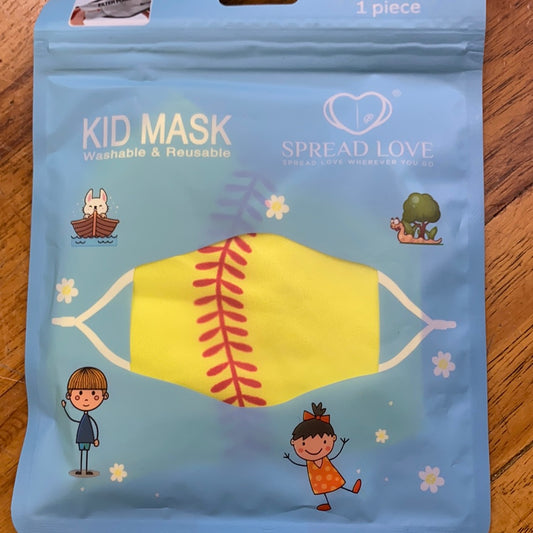 1 piece
KID MASK
Washable & Reusable
SPREAD LOVE
SPREAD LOVE WHEREVER YOU GO